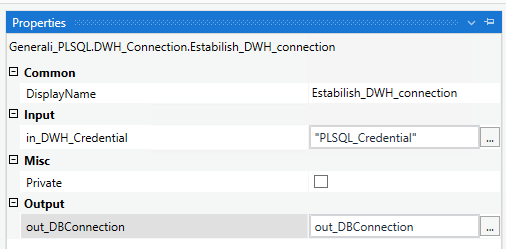 Properties
Generali_PLSQL.DWH_Connection.Estabilish_DWH_connection
Common
DisplayName Estabilish_DWH_connection
Input
in_DWH_Credential "PLSQL_Credential" ...
Misc
Private
Output
out_DBConnection out_DBConnection ...